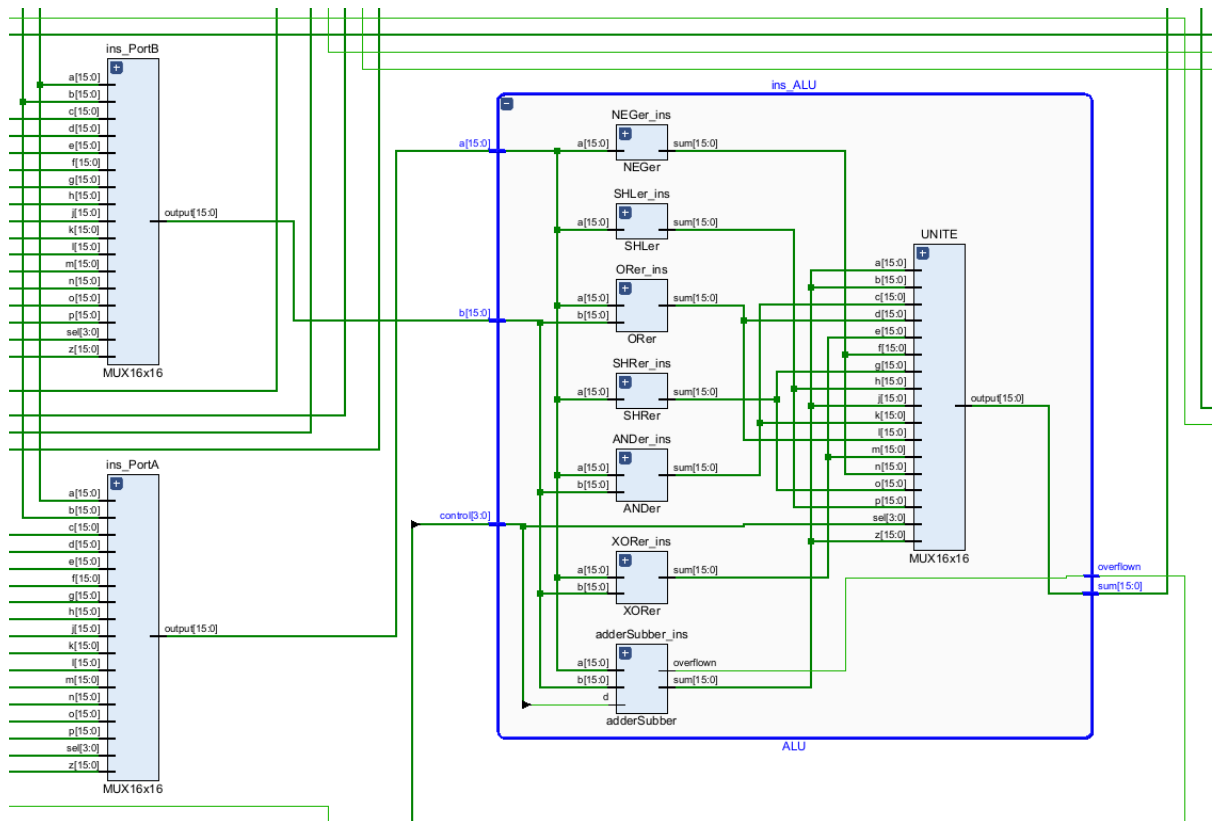 ins_PortB
a[15:0]
b[15:0]
c[15:0]
d[15:0]
e[15:0]
f[15:0]
g[15:0]
h[15:0]
j[15:0]
k[15:0]
l[15:0]
m[15:0]
n[15:0]
o[15:0]
p[15:0]
sel[3:0]
z[15:0]
output[15:0]
MUX16x16
ins_PortA
a[15:0]
b[15:0]
c[15:0]
d[15:0]
e[15:0]
f[15:0]
g[15:0]
h[15:0]
j[15:0]
k[15:0]
l[15:0]
m[15:0]
n[15:0]
o[15:0]
p[15:0]
sel[3:0]
z[15:0]
output[15:0]
MUX16x16
ins_ALU
a[15:0]
b[15:0]
control[3:0]
NEGer_ins
a[15:0]
sum[15:0]
NEGer
SHLer_ins
a[15:0]
sum[15:0]
SHLer
ORer_ins
a[15:0]
b[15:0]
sum[15:0]
ORer
SHRer_ins
a[15:0]
sum[15:0]
SHRer
ANDer_ins
a[15:0]
b[15:0]
sum[15:0]
ANDer
XORer_ins
a[15:0]
b[15:0]
sum[15:0]
XORer
adderSubber_ins
a[15:0]
b[15:0]
d
overflown
sum[15:0]
adderSubber
UNITE
a[15:0]
b[15:0]
c[15:0]
d[15:0]
e[15:0]
f[15:0]
g[15:0]
h[15:0]
j[15:0]
k[15:0]
l[15:0]
m[15:0]
n[15:0]
o[15:0]
p[15:0]
sel[3:0]
z[15:0]
output[15:0]
MUX16x16
overflown
sum[15:0]
ALU